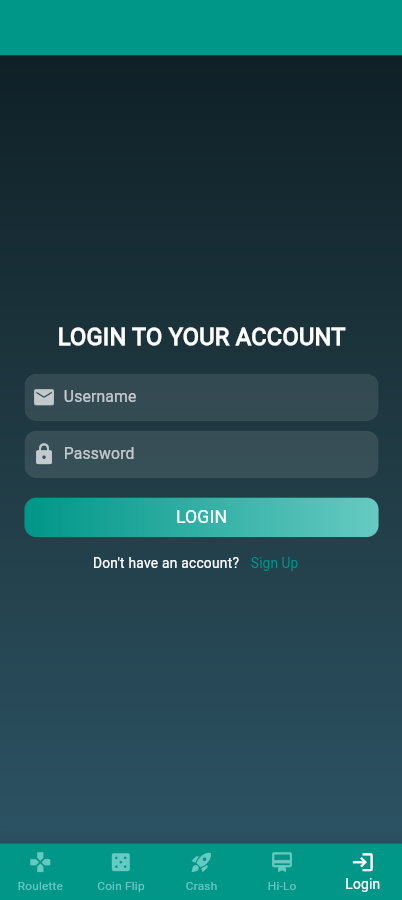 LOGIN TO YOUR ACCOUNT
Username
Password
LOGIN
Don't have an account? Sign Up
Roulette Coin Flip Crash Hi-Lo Login